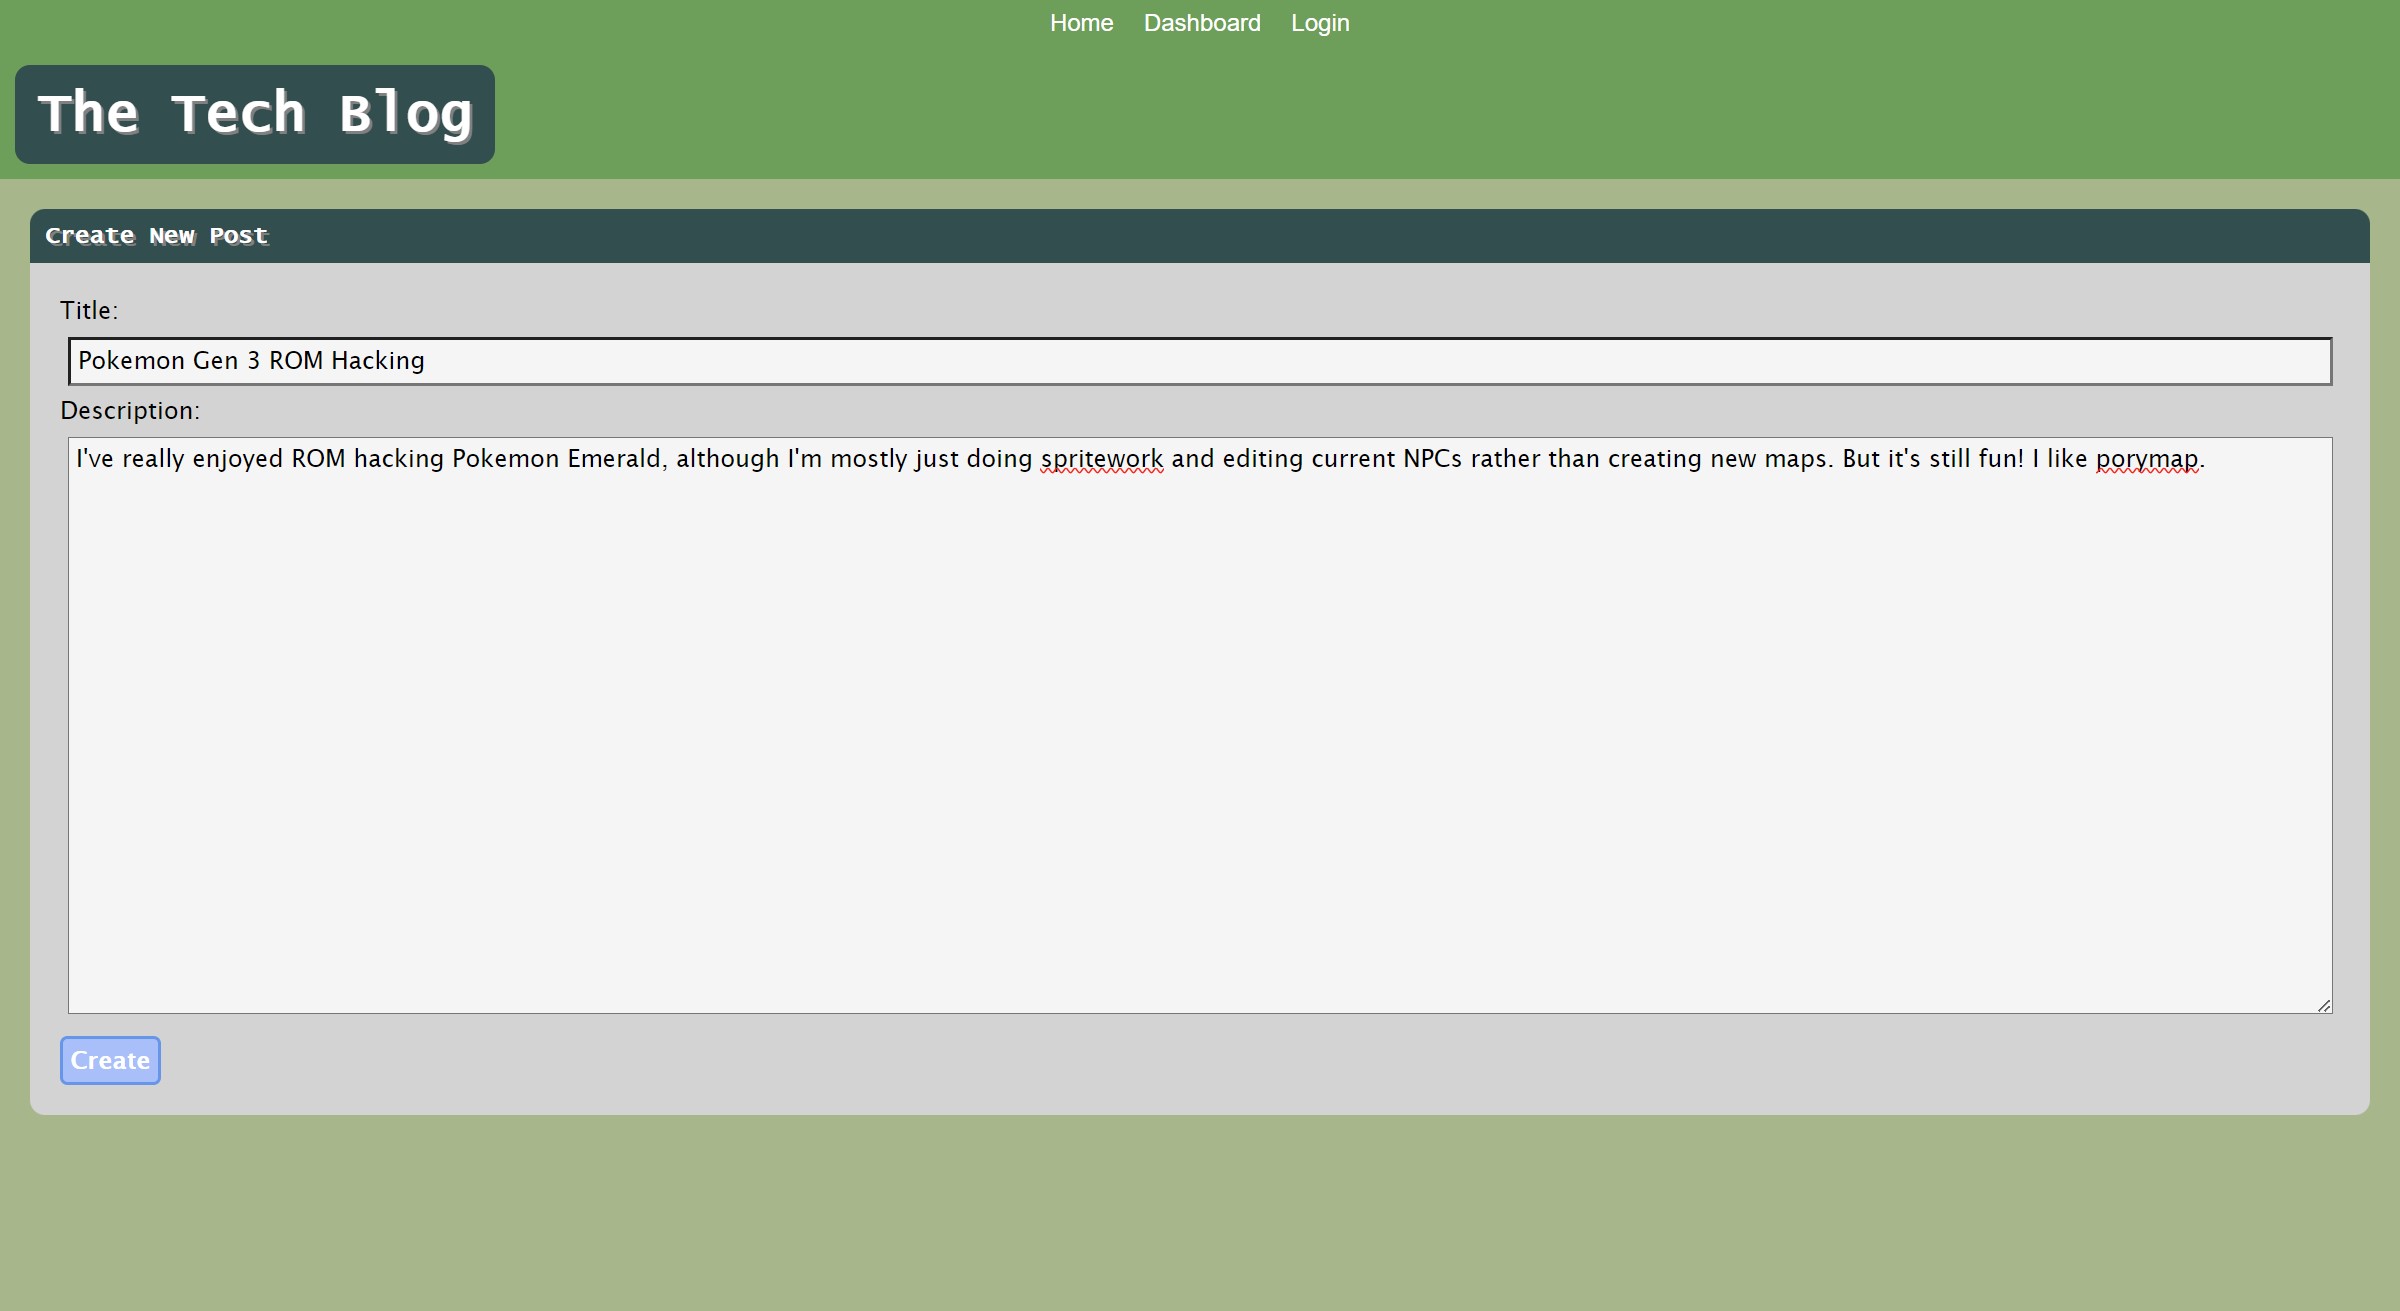 Home Dashboard Login
The Tech Blog
Create New Post
Title:
Pokemon Gen 3 ROM Hacking
Description:
I've really enjoyed ROM hacking Pokemon Emerald, although I'm mostly just doing spritework and editing current NPCs rather than creating new maps. But it's still fun! I like porymap.
Create